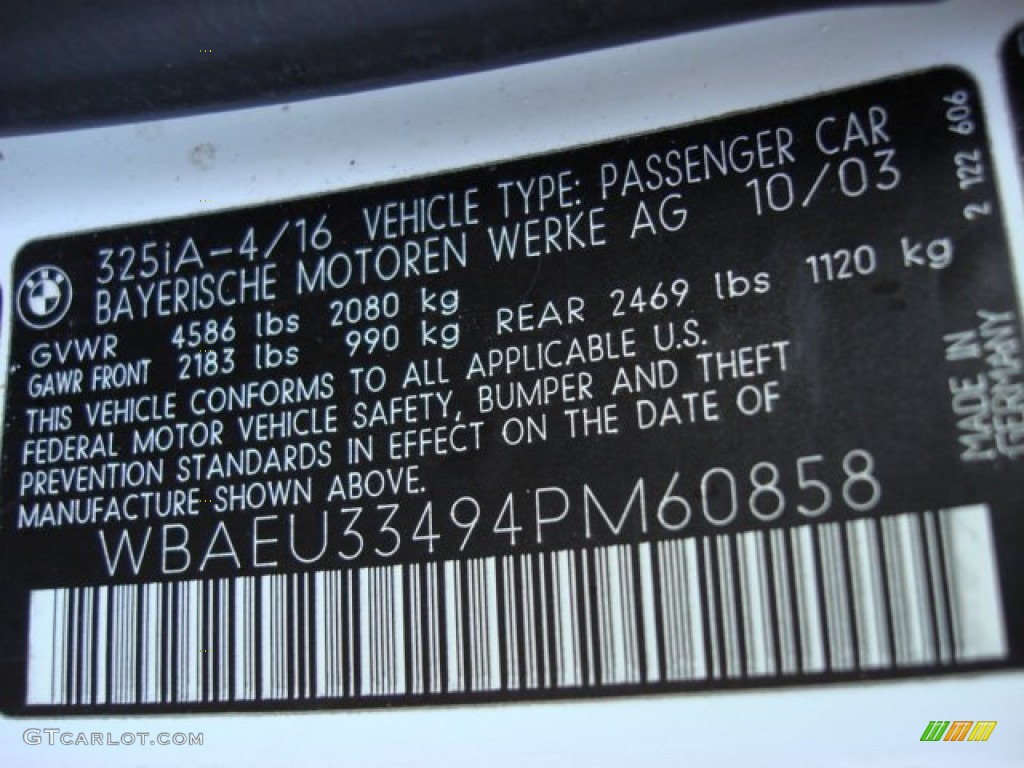 325iA-4/16 VEHICLE TYPE: PASSENGER CAR
BAYERISCHE MOTOREN WERKE AG 10/03
GVWR 4586 lbs 2080 kg
GAWR FRONT 2183 lbs 990 kg REAR 2469 lbs 1120 kg
THIS VEHICLE CONFORMS TO ALL APPLICABLE U.S.
FEDERAL MOTOR VEHICLE SAFETY, BUMPER AND THEFT
PREVENTION STANDARDS IN EFFECT ON THE DATE OF
MANUFACTURE SHOWN ABOVE.
WBAEU33494PM60858
2 122 606
MADE IN
GERMANY
GTCARLOT.COM